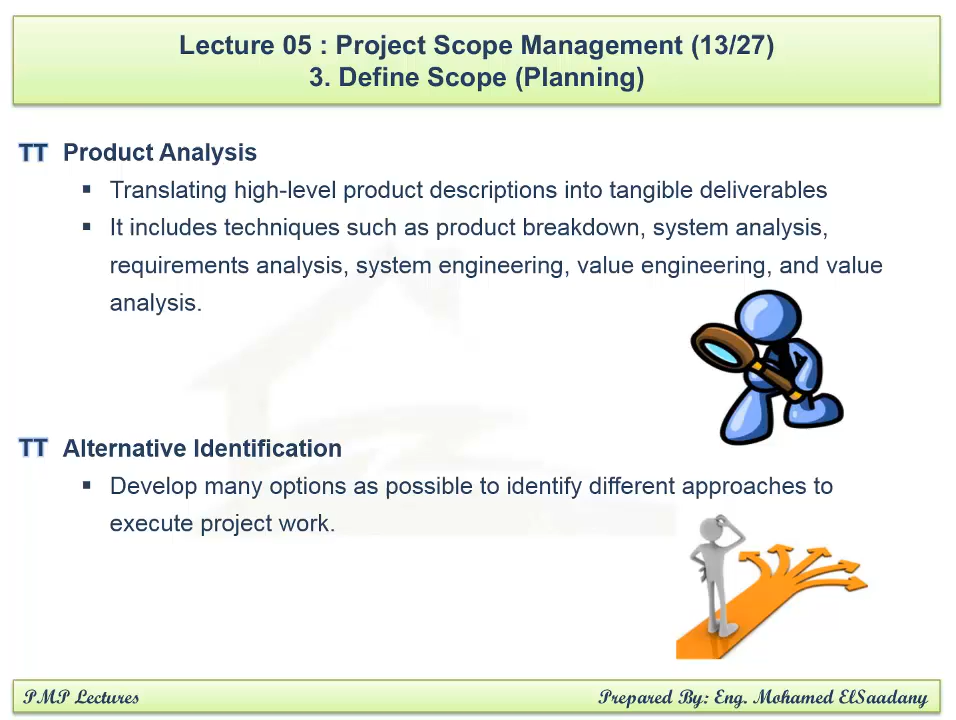 Lecture 05 : Project Scope Management (13/27)
3. Define Scope (Planning)
TT Product Analysis
▪ Translating high-level product descriptions into tangible deliverables
▪ It includes techniques such as product breakdown, system analysis,
requirements analysis, system engineering, value engineering, and value
analysis.
TT Alternative Identification
▪ Develop many options as possible to identify different approaches to
execute project work.
PMP Lectures
Prepared By: Eng. Mohamed ElSaadany